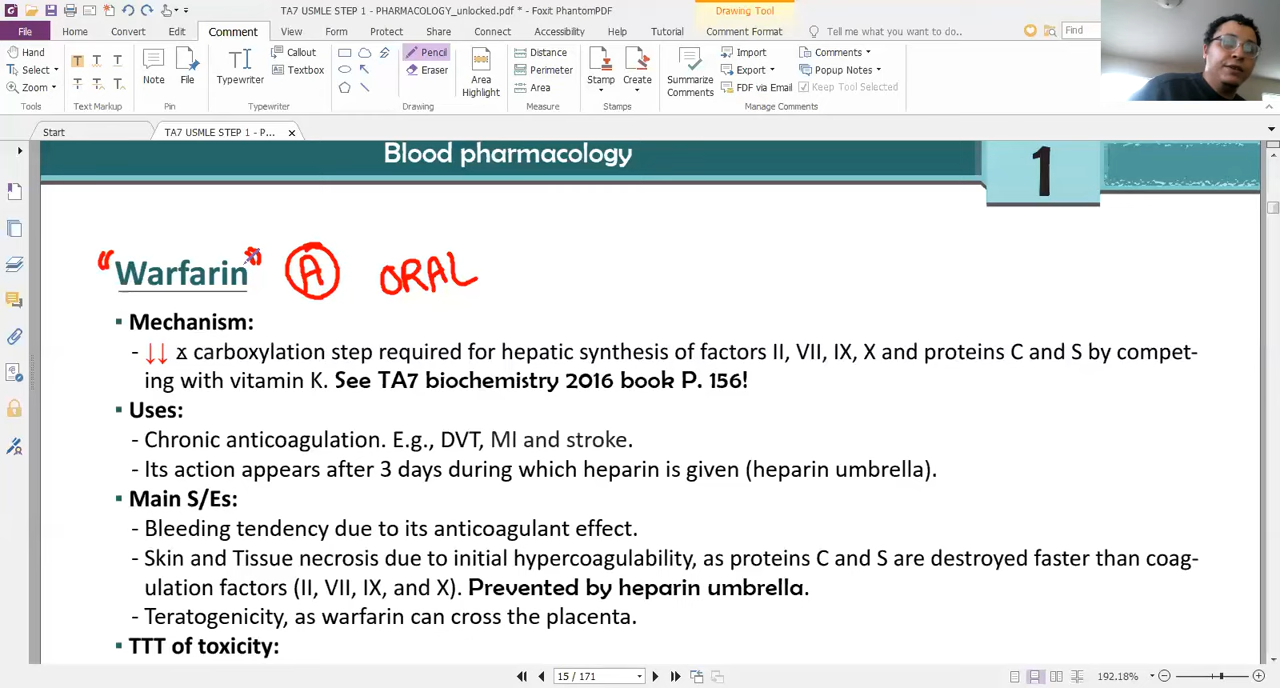 TA7 USMLE STEP 1 - PHARMACOLOGY_unlocked.pdf * - Foxit PhantomPDF
Drawing Tool
File Home Convert Edit Comment View Form Protect Share Connect Accessibility Help Tutorial Comment Format Tell me what you want to do.. Find
Hand
Select
Zoom
Tools
T T T
T T T
Text Markup
Note
File
Pin
Typewriter
Callout
Textbox
Typewriter
Pencil
Eraser
Drawing
Area
Highlight
Distance
Perimeter
Area
Measure
Stamp
Create
Stamps
Summarize
Comments
Import
Export
FDF via Email
Comments
Popup Notes
Keep Tool Selected
Manage Comments
Start
TA7 USMLE STEP 1 - P...
Blood pharmacology
1
"Warfarin" A ORAL
▪ Mechanism:
- ↓↓ ɤ carboxylation step required for hepatic synthesis of factors II, VII, IX, X and proteins C and S by compet-
ing with vitamin K. See TA7 biochemistry 2016 book P. 156!
▪ Uses:
- Chronic anticoagulation. E.g., DVT, MI and stroke.
- Its action appears after 3 days during which heparin is given (heparin umbrella).
▪ Main S/Es:
- Bleeding tendency due to its anticoagulant effect.
- Skin and Tissue necrosis due to initial hypercoagulability, as proteins C and S are destroyed faster than coag-
ulation factors (II, VII, IX, and X). Prevented by heparin umbrella.
- Teratogenicity, as warfarin can cross the placenta.
▪ TTT of toxicity:
15 / 171
192.18%